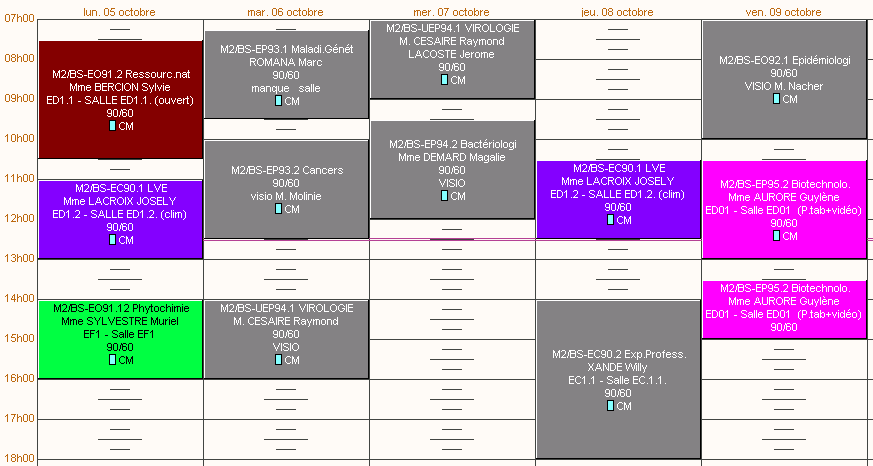 lun. 05 octobre
mar. 06 octobre
mer. 07 octobre
jeu. 08 octobre
ven. 09 octobre
07h00
08h00
09h00
10h00
11h00
12h00
13h00
14h00
15h00
16h00
17h00
18h00
M2/BS-EO91.2 Ressourc.nat
Mme BERCION Sylvie
ED1.1 - SALLE ED1.1. (ouvert)
90/60
CM
M2/BS-EC90.1 LVE
Mme LACROIX JOSELY
ED1.2 - SALLE ED1.2. (clim)
90/60
CM
M2/BS-EO91.12 Phytochimie
Mme SYLVESTRE Muriel
EF1 - Salle EF1
90/60
CM
M2/BS-EP93.1 Maladi.Génét
ROMANA Marc
90/60
manque salle
CM
M2/BS-EP93.2 Cancers
90/60
visio M. Molinie
CM
M2/BS-UEP94.1 VIROLOGIE
M. CESAIRE Raymond
90/60
VISIO
CM
M2/BS-UEP94.1 VIROLOGIE
M. CESAIRE Raymond
LACOSTE Jerome
90/60
CM
M2/BS-EP94.2 Bactériologi
Mme DEMARD Magalie
90/60
VISIO
CM
M2/BS-EC90.1 LVE
Mme LACROIX JOSELY
ED1.2 - SALLE ED1.2. (clim)
90/60
CM
M2/BS-EC90.2 Exp.Profess.
XANDE Willy
EC1.1 - Salle EC.1.1.
90/60
CM
M2/BS-EO92.1 Epidémiologi
90/60
VISIO M. Nacher
CM
M2/BS-EP95.2 Biotechnolo.
Mme AURORE Guylène
ED01 - Salle ED01 (P.tab+vidéo)
90/60
CM
M2/BS-EP95.2 Biotechnolo.
Mme AURORE Guylène
ED01 - Salle ED01 (P.tab+vidéo)
90/60